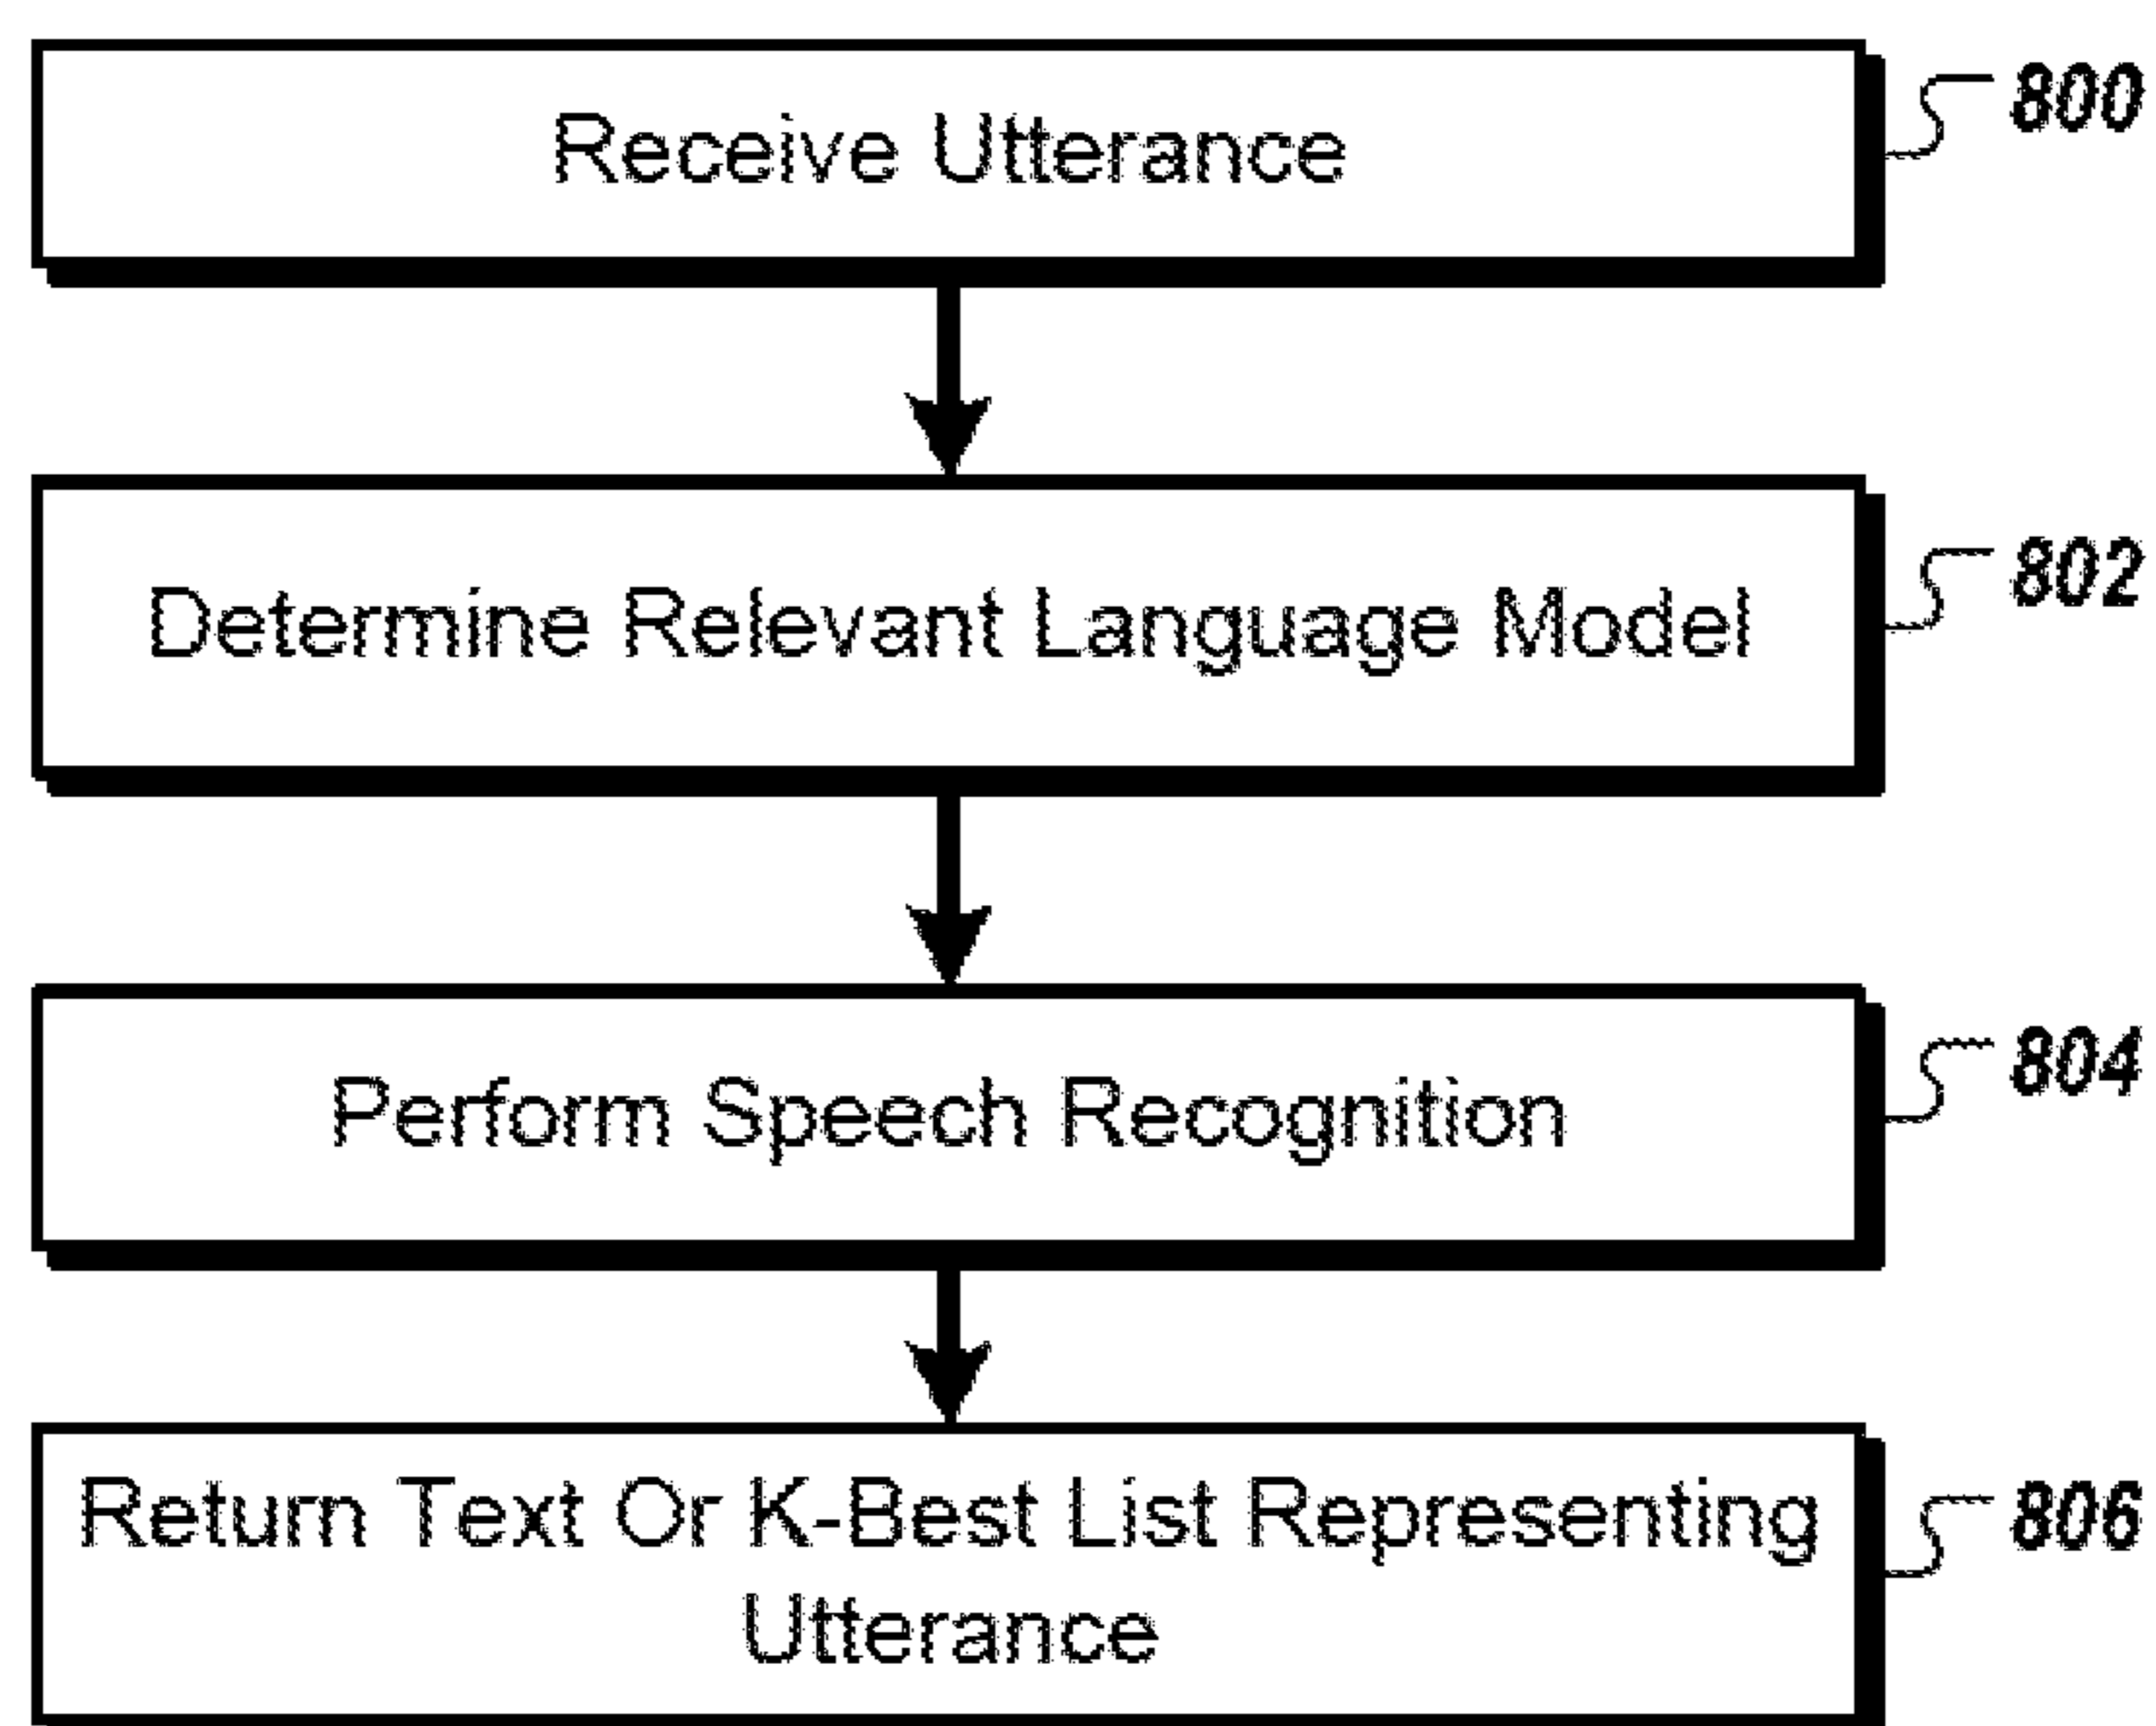 Receive Utterance
800
Determine Relevant Language Model
802
Perform Speech Recognition
804
Return Text Or K-Best List Representing
Utterance
806